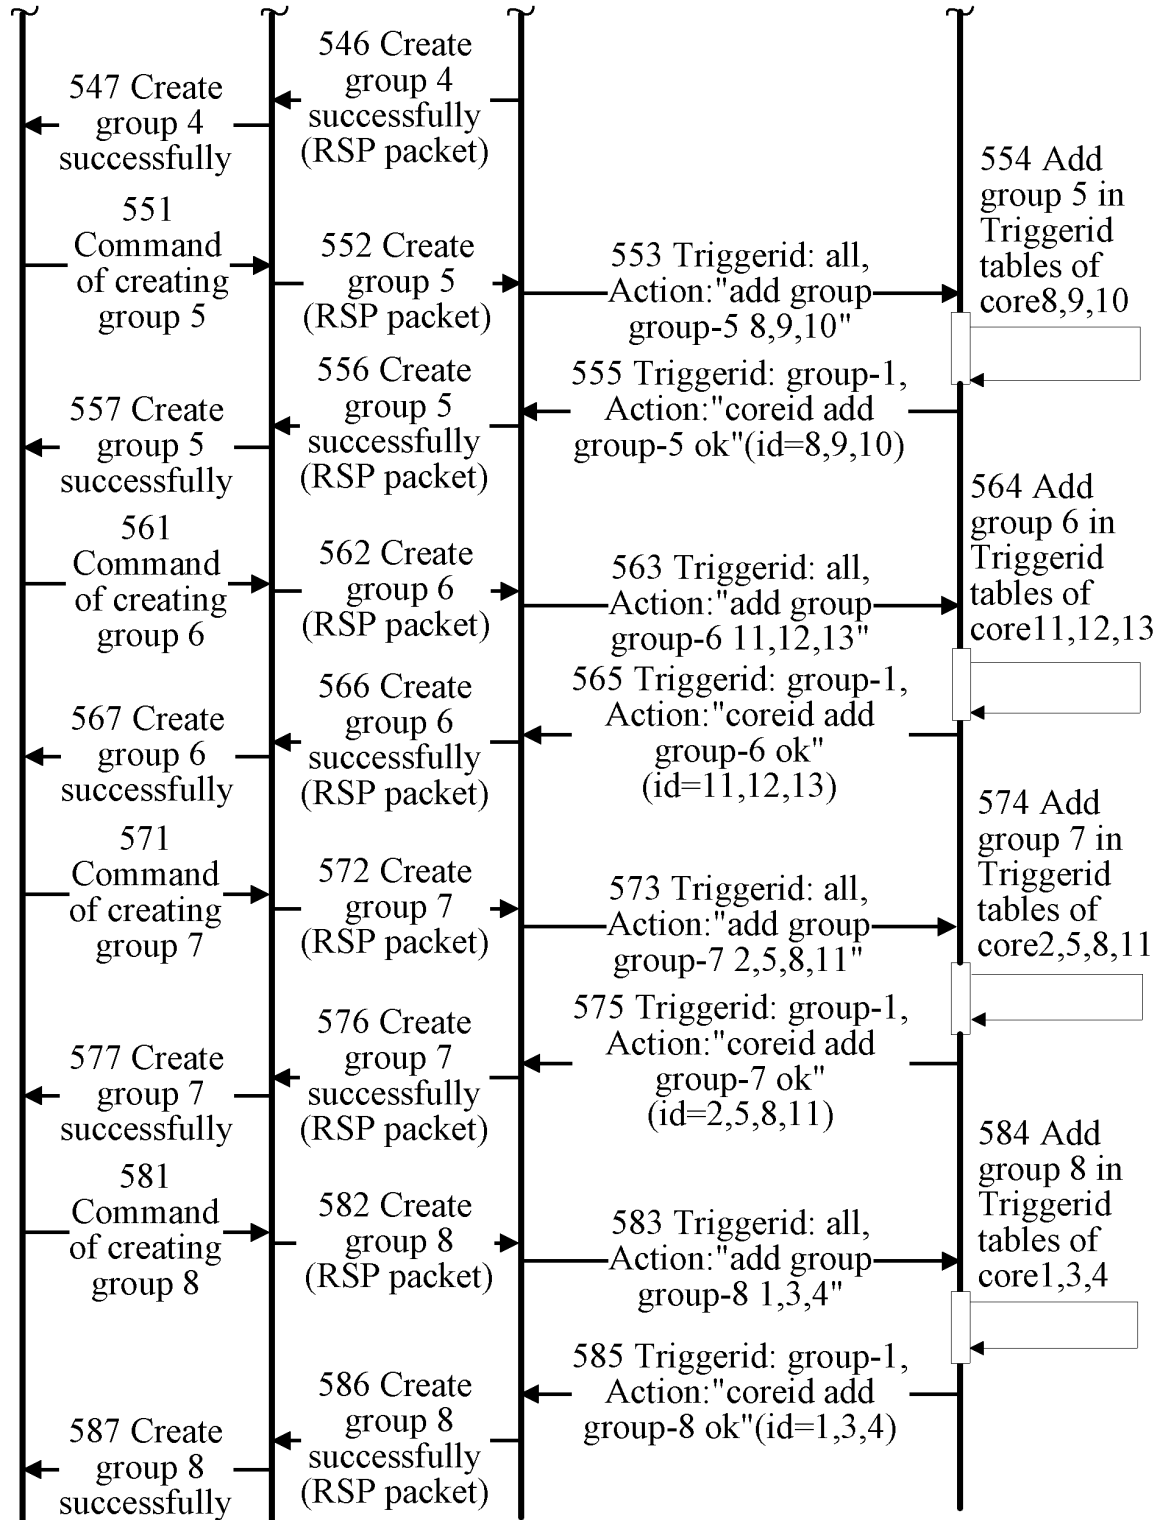 546 Create
group 4
successfully
(RSP packet)
547 Create
group 4
successfully
554 Add
group 5 in
Triggerid
tables of
core8,9,10
551
Command
of creating
group 5
552 Create
group 5
(RSP packet)
553 Triggerid: all,
Action:"add group
group-5 8,9,10"
555 Triggerid: group-1,
Action:"coreid add
group-5 ok"(id=8,9,10)
556 Create
group 5
successfully
(RSP packet)
557 Create
group 5
successfully
564 Add
group 6 in
Triggerid
tables of
core11,12,13
561
Command
of creating
group 6
562 Create
group 6
(RSP packet)
563 Triggerid: all,
Action:"add group
group-6 11,12,13"
565 Triggerid: group-1,
Action:"coreid add
group-6 ok"
(id=11,12,13)
566 Create
group 6
successfully
(RSP packet)
567 Create
group 6
successfully
574 Add
group 7 in
Triggerid
tables of
core2,5,8,11
571
Command
of creating
group 7
572 Create
group 7
(RSP packet)
573 Triggerid: all,
Action:"add group
group-7 2,5,8,11"
575 Triggerid: group-1,
Action:"coreid add
group-7 ok"
(id=2,5,8,11)
576 Create
group 7
successfully
(RSP packet)
577 Create
group 7
successfully
584 Add
group 8 in
Triggerid
tables of
core1,3,4
581
Command
of creating
group 8
582 Create
group 8
(RSP packet)
583 Triggerid: all,
Action:"add group
group-8 1,3,4"
585 Triggerid: group-1,
Action:"coreid add
group-8 ok"(id=1,3,4)
586 Create
group 8
successfully
(RSP packet)
587 Create
group 8
successfully